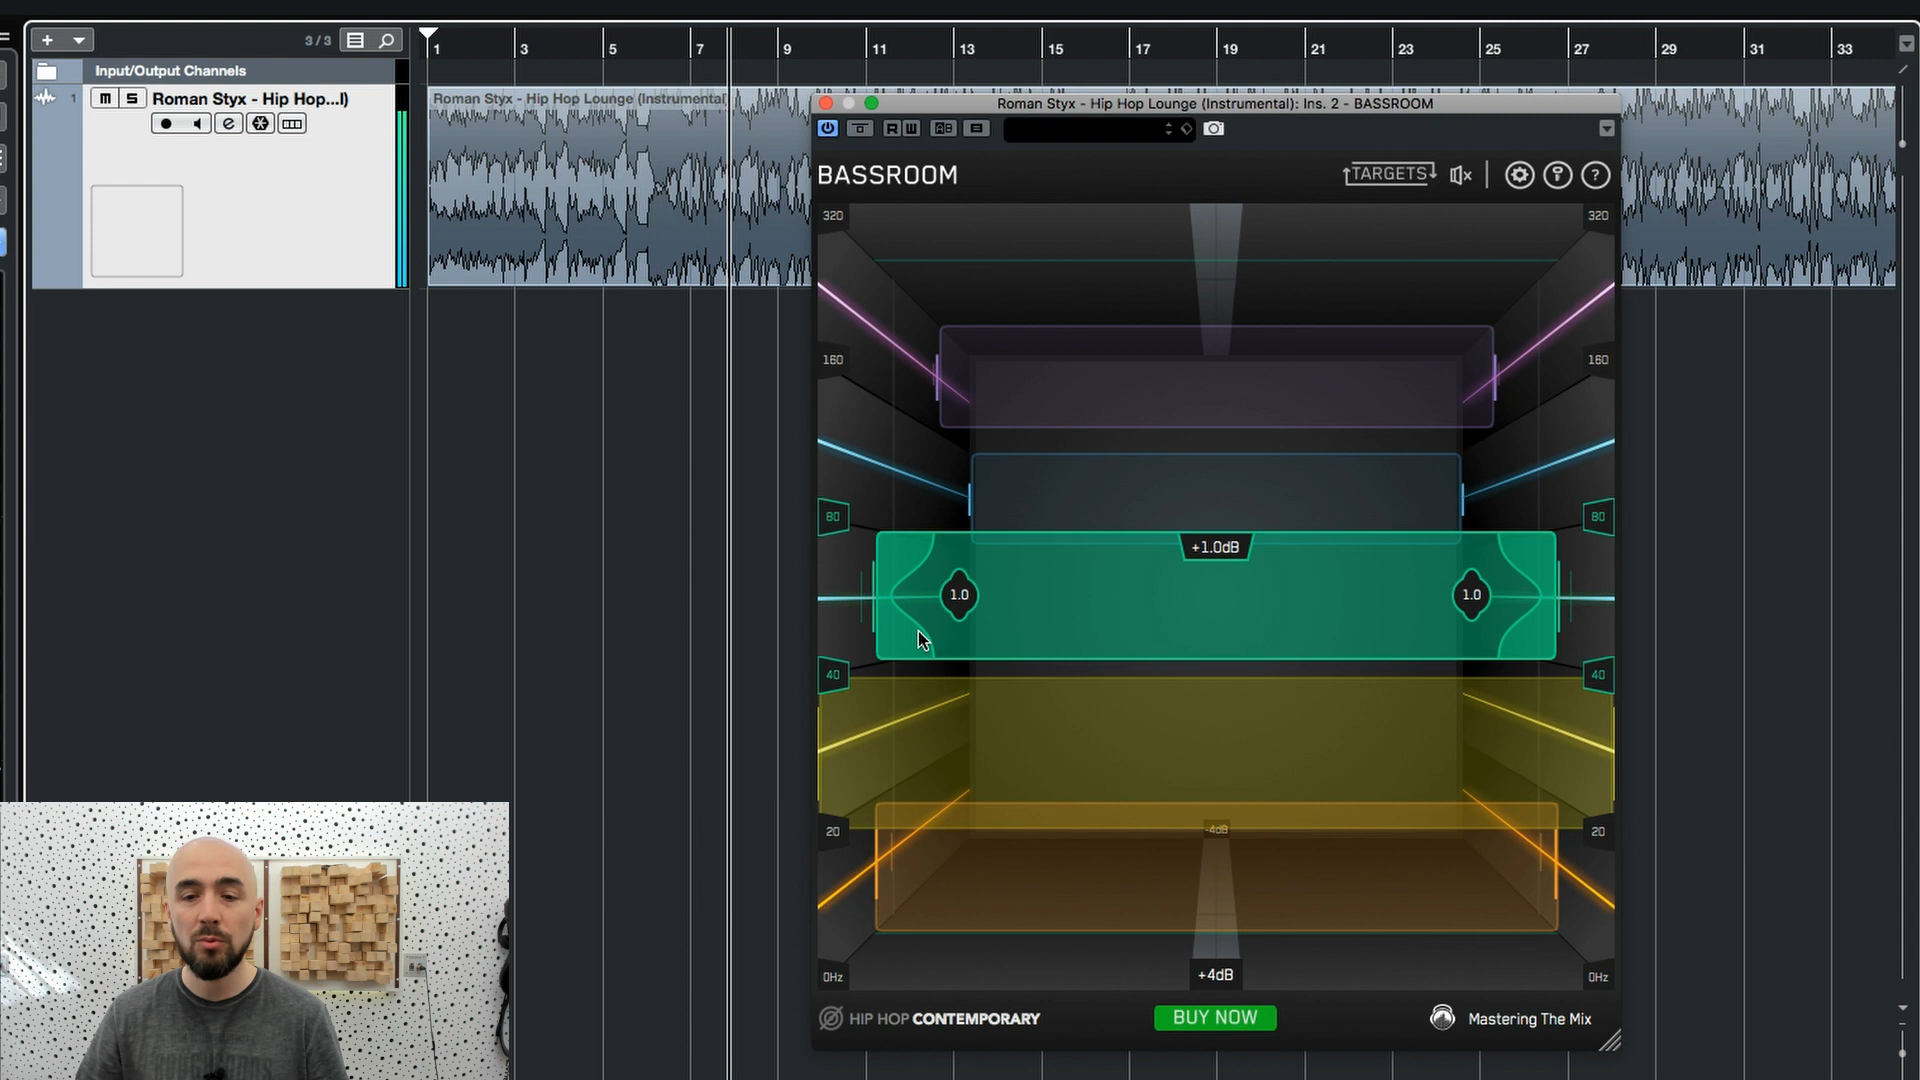 3 / 3
1 3 5 7 9 11 13 15 17 19 21 23 25 27 29 31 33
Input/Output Channels
1 m S Roman Styx - Hip Hop...l)
Roman Styx - Hip Hop Lounge (Instrumental
Roman Styx - Hip Hop Lounge (Instrumental): Ins. 2 - BASSROOM
R W AB
BASSROOM
TARGETS
?
320 320
160 160
80 80
+1.0dB
1.0 1.0
40 40
20 -4dB 20
0Hz +4dB 0Hz
HIP HOP CONTEMPORARY
BUY NOW
Mastering The Mix